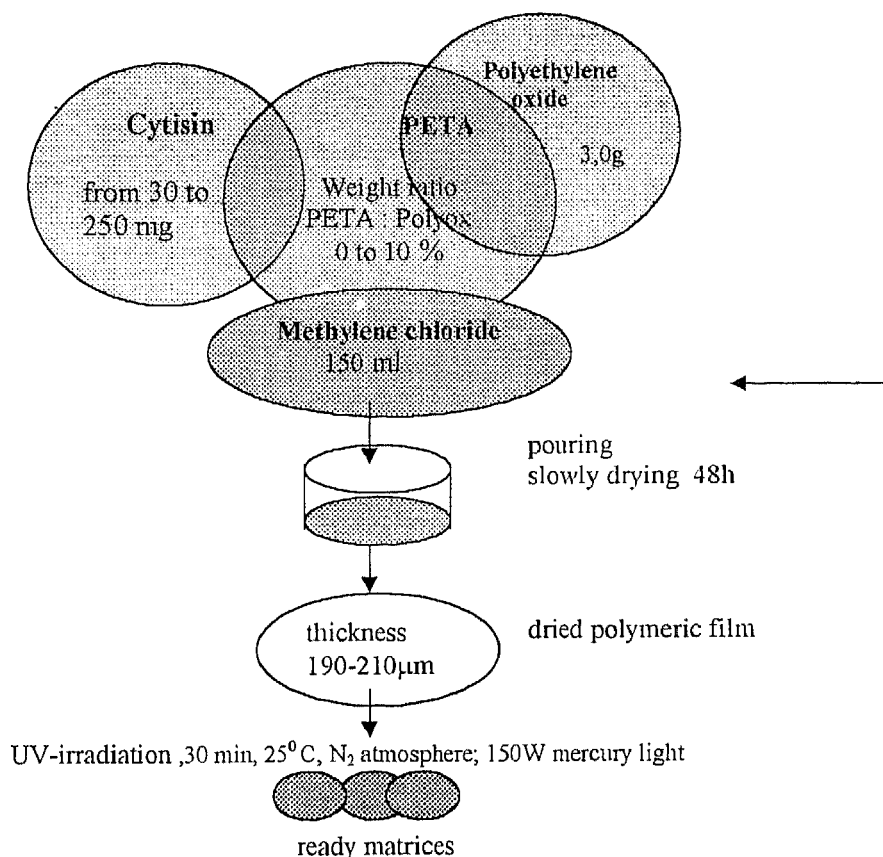 Polyethylene
oxide
3,0g
Cytisin
from 30 to
250 mg
PETA
Weight ratio
PETA : Polyox
0 to 10 %
Methylene chloride
150 ml
pouring
slowly drying 48h
thickness
190-210µm
dried polymeric film
UV-irradiation ,30 min, 25⁰ C, N₂ atmosphere; 150W mercury light
ready matrices